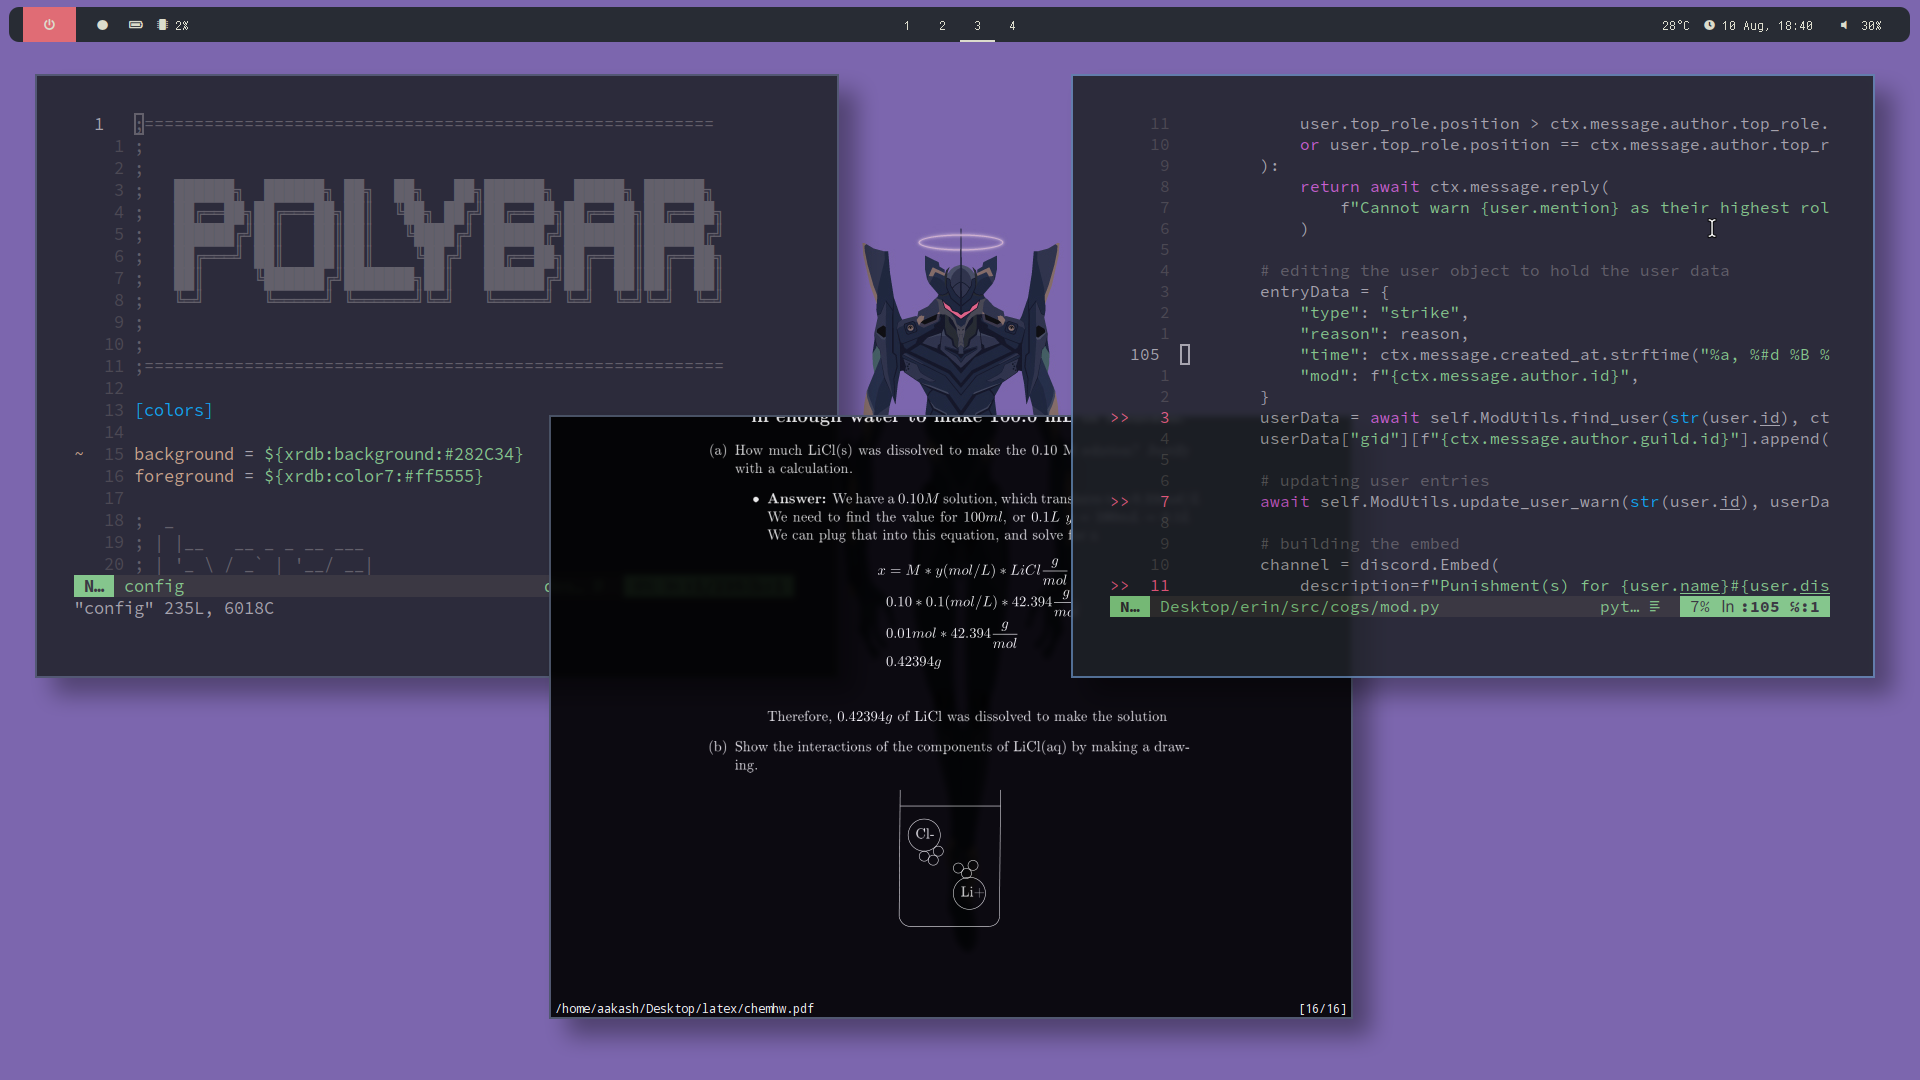 2%
1 2 3 4
28°C 10 Aug, 18:40 30%
1 ;=========================================================
1 ;
2 ;
3 ;
4 ;
5 ;
6 ;
7 ;
8 ;
9 ;
10 ;
POLYBAR
11 ;==========================================================
12
13 [colors]
14
~ 15 background = ${xrdb:background:#282C34}
16 foreground = ${xrdb:color7:#ff5555}
17
18 ;  _
19 ; | |__   __ _ _ __ ___
20 ; | '_ \ / _` | '__/ __|
N… config
"config" 235L, 6018C
in enough water to make 100.0 mL
(a) How much LiCl(s) was dissolved to make the 0.10 M
with a calculation.
• Answer: We have a 0.10M solution, which trans
We need to find the value for 100ml, or 0.1L y
We can plug that into this equation, and solve f
x = M * y(mol/L) * LiCl g/mol
0.10 * 0.1(mol/L) * 42.394 g/mo
0.01mol * 42.394 g/mol
0.42394g
Therefore, 0.42394g of LiCl was dissolved to make the solution
(b) Show the interactions of the components of LiCl(aq) by making a draw-
ing.
Cl-
Li+
/home/aakash/Desktop/latex/chemhw.pdf [16/16]
11 user.top_role.position > ctx.message.author.top_role.
10 or user.top_role.position == ctx.message.author.top_r
9 ):
8 return await ctx.message.reply(
7 f"Cannot warn {user.mention} as their highest rol
6 )
5
4 # editing the user object to hold the user data
3 entryData = {
2 "type": "strike",
1 "reason": reason,
105 "time": ctx.message.created_at.strftime("%a, %#d %B %
1 "mod": f"{ctx.message.author.id}",
2 }
>> 3 userData = await self.ModUtils.find_user(str(user.id), ct
4 userData["gid"][f"{ctx.message.author.guild.id}"].append(
5
6 # updating user entries
>> 7 await self.ModUtils.update_user_warn(str(user.id), userDa
8
9 # building the embed
10 channel = discord.Embed(
>> 11 description=f"Punishment(s) for {user.name}#{user.dis
N… Desktop/erin/src/cogs/mod.py pyt… 7% ln :105 ℅:1